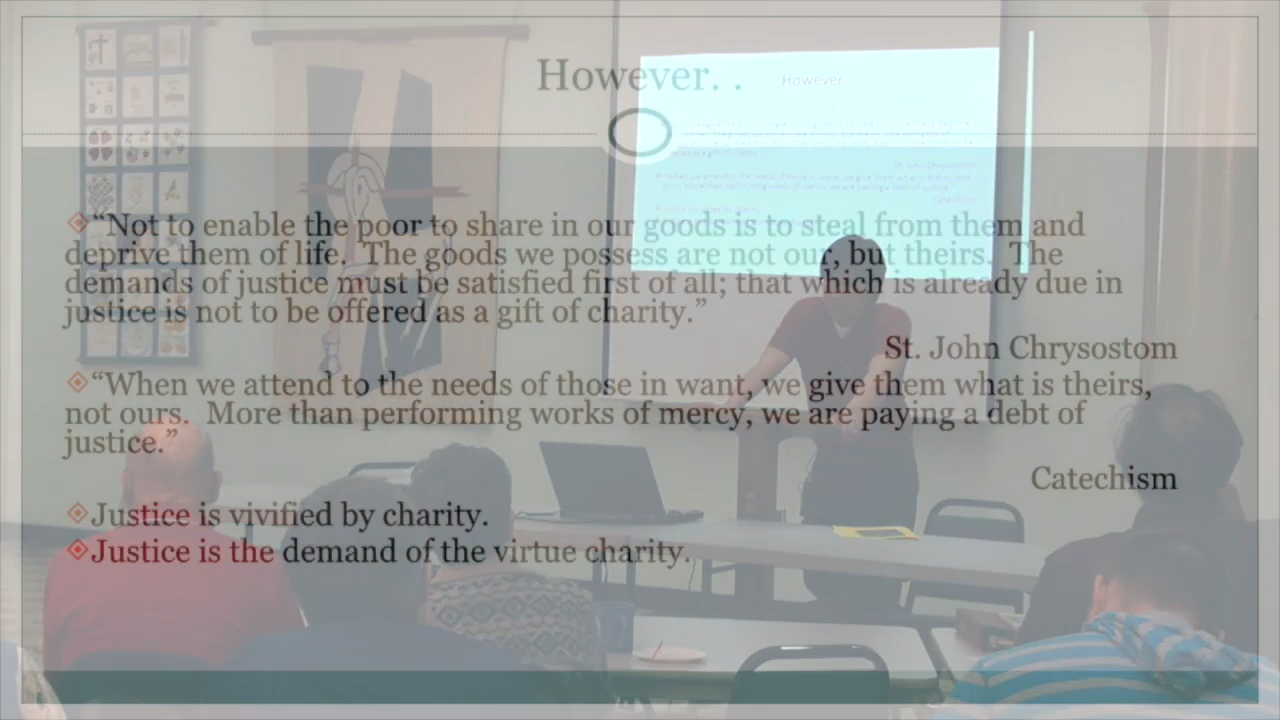 However. .
However. .
“Not to enable the poor to share in our goods is to steal from them and
deprive them of life.  The goods we possess are not our, but theirs.  The
demands of justice must be satisfied first of all; that which is already due in
justice is not to be offered as a gift of charity.”
St. John Chrysostom
“When we attend to the needs of those in want, we give them what is theirs,
not ours.  More than performing works of mercy, we are paying a debt of
justice.”
Catechism
Justice is vivified by charity.
Justice is the demand of the virtue charity.